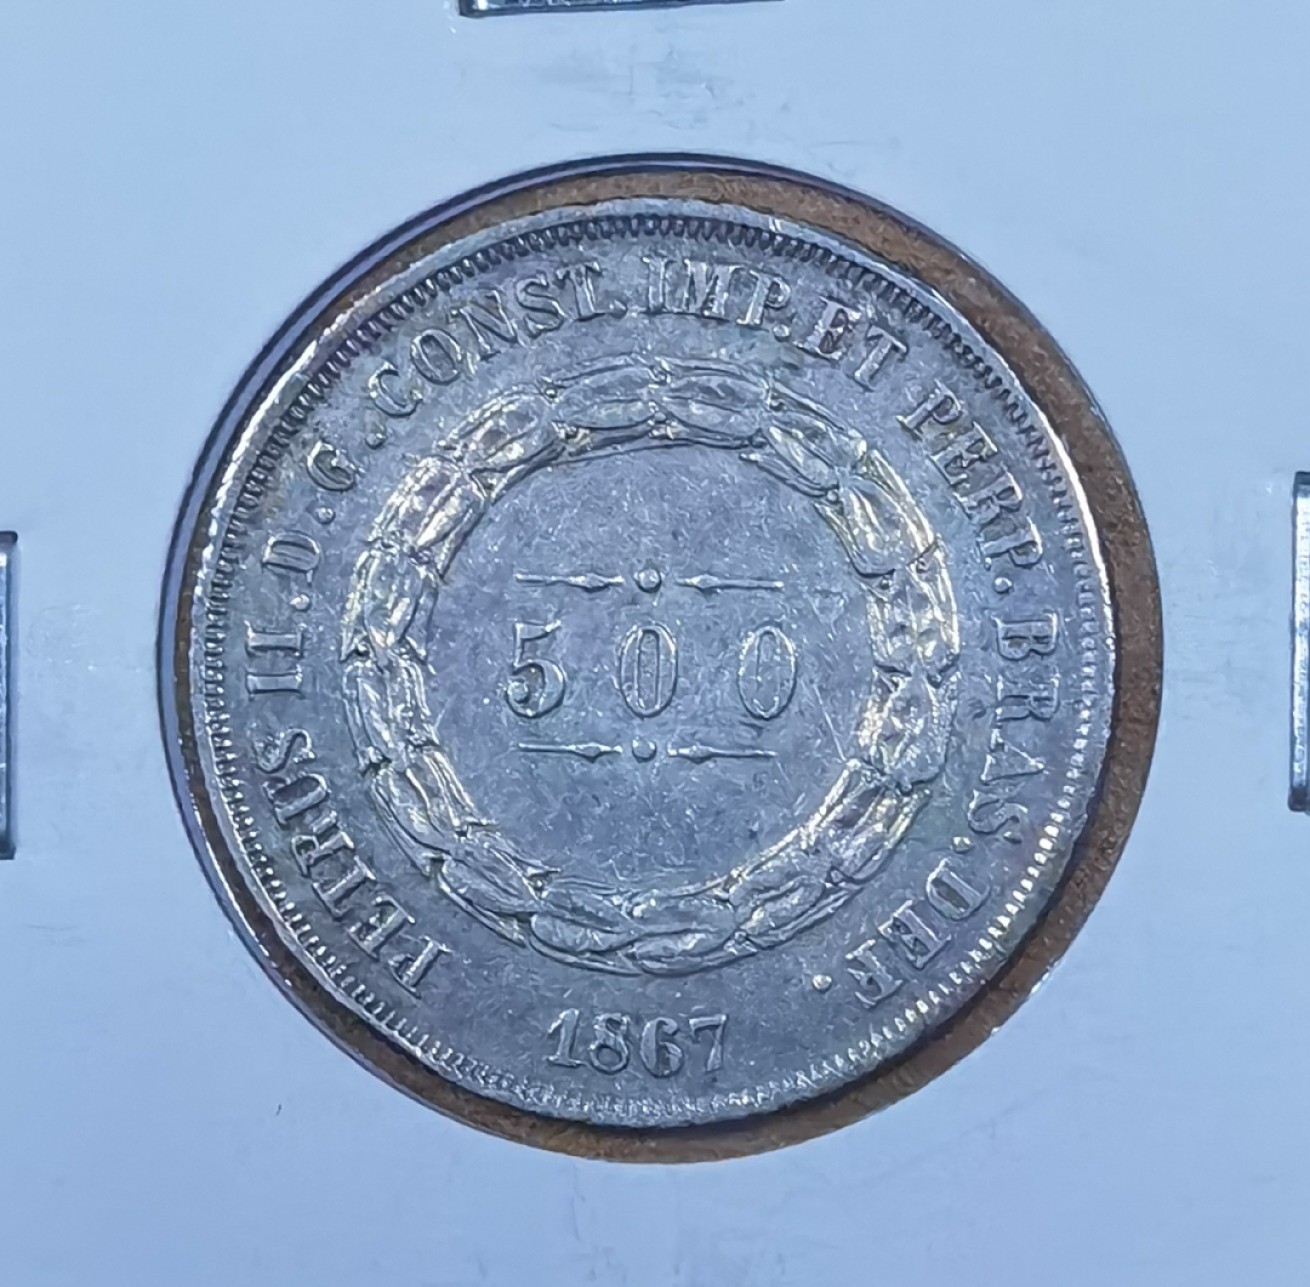 PETRUS II.D.G.CONST.IMP.ET PERP.BRAS.DEF.
500
1867